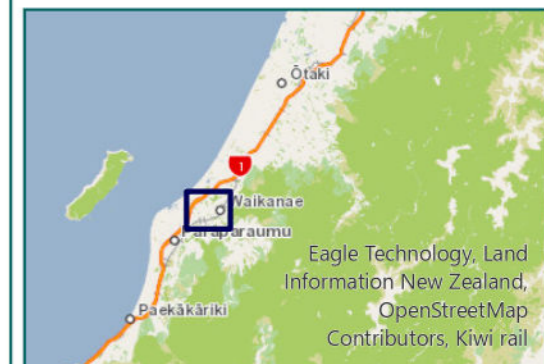 Ōtaki
1
Waikanae
Paraparaumu
Paekākāriki
Eagle Technology, Land
Information New Zealand,
OpenStreetMap
Contributors, Kiwi rail